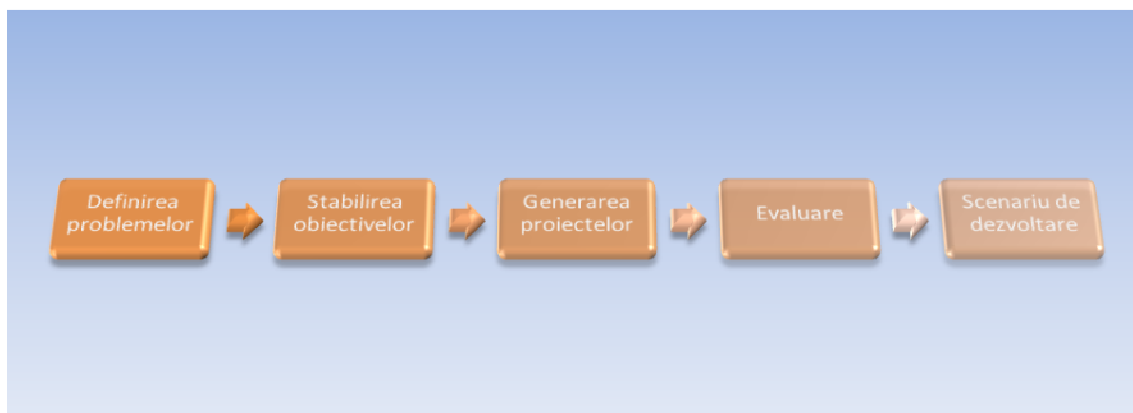 Definirea
problemelor
Stabilirea
obiectivelor
Generarea
proiectelor
Evaluare
Scenariu de
dezvoltare